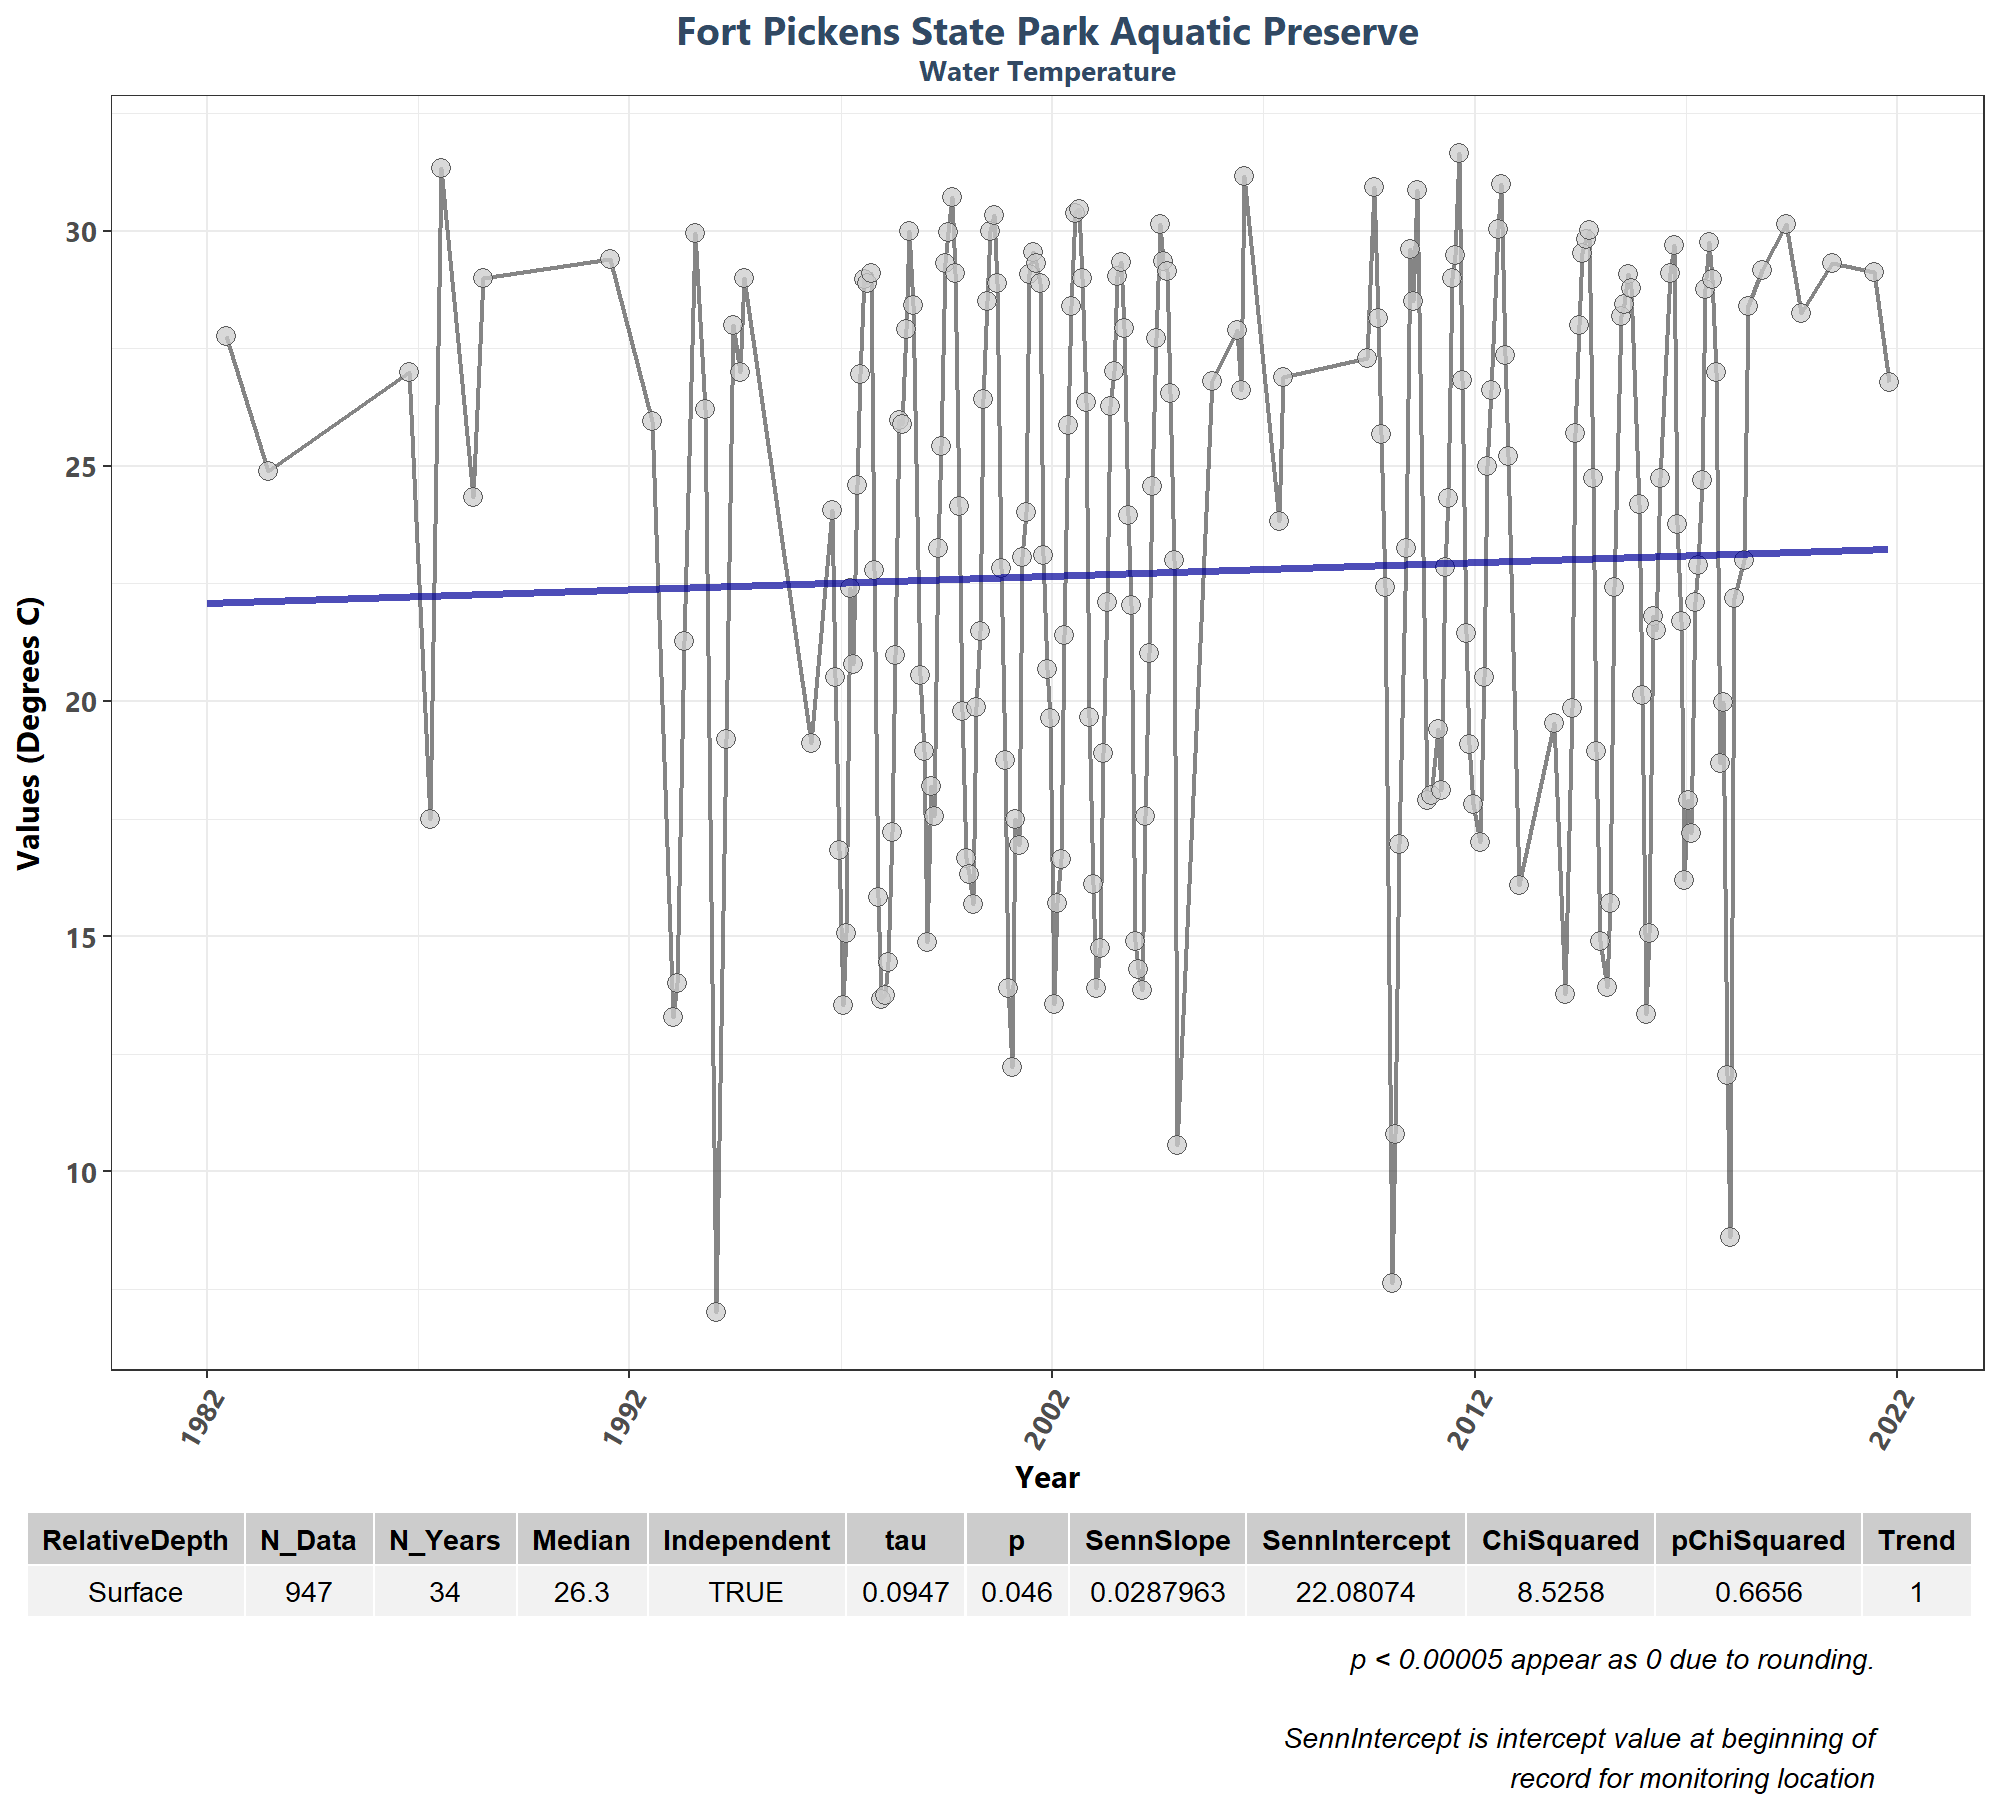 Fort Pickens State Park Aquatic Preserve
Water Temperature
Values (Degrees C)
30
25
20
15
10
1982
1992
2002
2012
2022
Year
RelativeDepth N_Data N_Years Median Independent tau p SennSlope SennIntercept ChiSquared pChiSquared Trend
Surface 947 34 26.3 TRUE 0.0947 0.046 0.0287963 22.08074 8.5258 0.6656 1
p < 0.00005 appear as 0 due to rounding.
SennIntercept is intercept value at beginning of
record for monitoring location